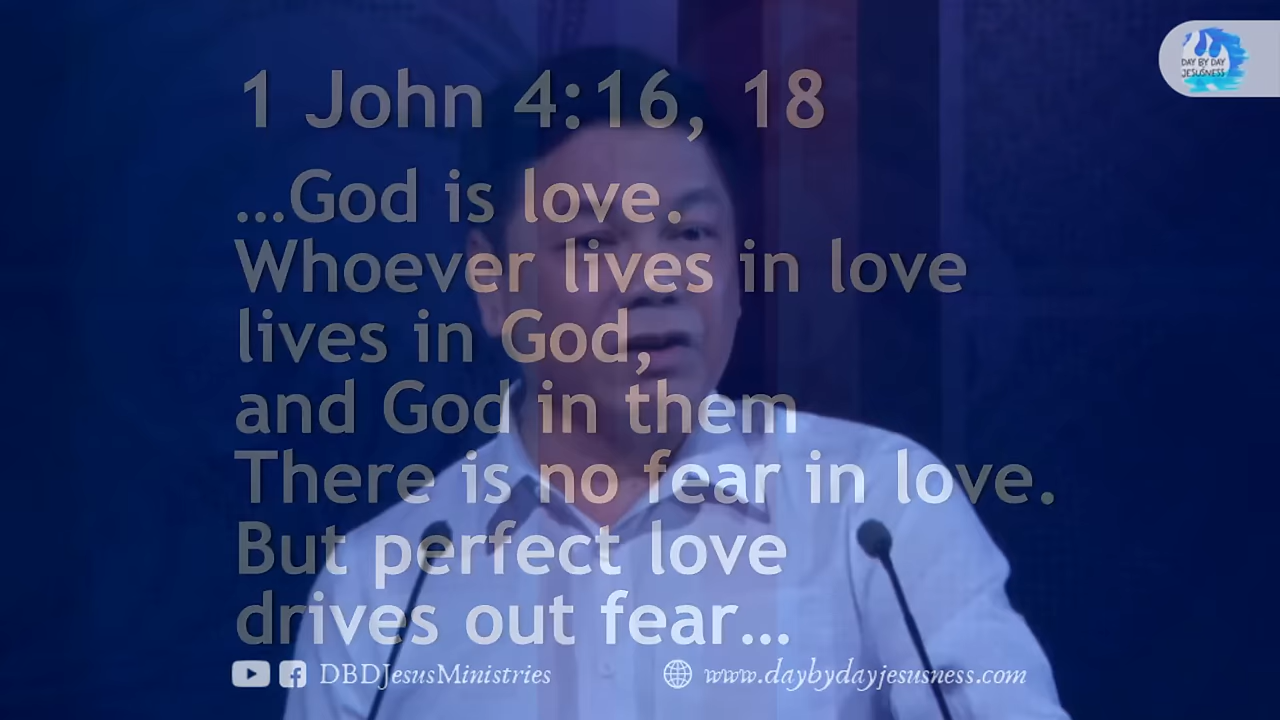 DAY BY DAY
JESUSNESS
1 John 4:16, 18
...God is love.
Whoever lives in love
lives in God,
and God in them
There is no fear in love.
But perfect love
drives out fear...
DBDJesusMinistries
www.daybydayjesusness.com